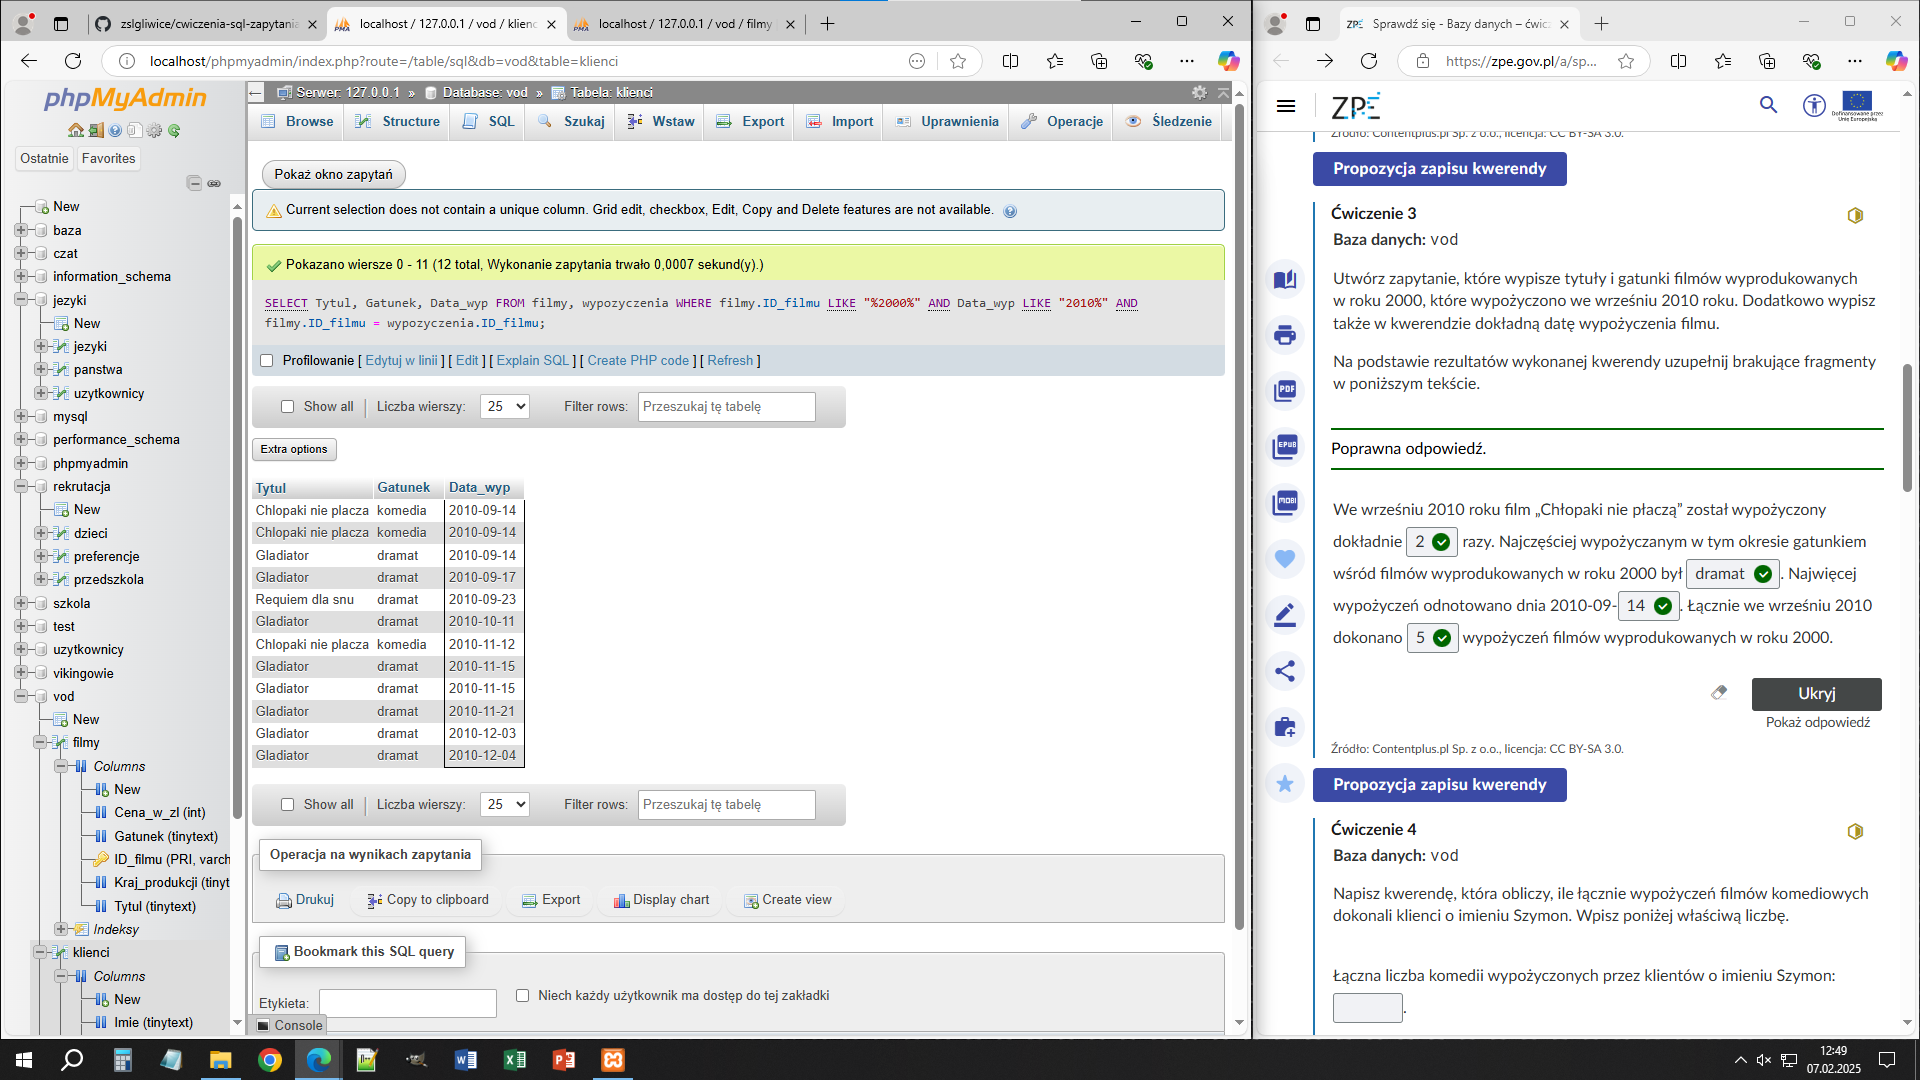 zslgliwice/cwiczenia-sql-zapytania
localhost / 127.0.0.1 / vod / klienc
localhost / 127.0.0.1 / vod / filmy
localhost/phpmyadmin/index.php?route=/table/sql&db=vod&table=klienci
phpMyAdmin
Ostatnie
Favorites
New
baza
czat
information_schema
jezyki
New
jezyki
panstwa
uzytkownicy
mysql
performance_schema
phpmyadmin
rekrutacja
New
dzieci
preferencje
przedszkola
szkola
test
uzytkownicy
vikingowie
vod
New
filmy
Columns
New
Cena_w_zl (int)
Gatunek (tinytext)
ID_filmu (PRI, varch
Kraj_produkcji (tinyt
Tytul (tinytext)
Indeksy
klienci
Columns
New
Imie (tinytext)
Serwer: 127.0.0.1 » Database: vod » Tabela: klienci
Browse Structure SQL Szukaj Wstaw Export Import Uprawnienia Operacje Śledzenie
Pokaż okno zapytań
Current selection does not contain a unique column. Grid edit, checkbox, Edit, Copy and Delete features are not available.
Pokazano wiersze 0 - 11 (12 total, Wykonanie zapytania trwało 0,0007 sekund(y).)
SELECT Tytul, Gatunek, Data_wyp FROM filmy, wypozyczenia WHERE filmy.ID_filmu LIKE "%2000%" AND Data_wyp LIKE "2010%" AND
filmy.ID_filmu = wypozyczenia.ID_filmu;
Profilowanie [ Edytuj w linii ] [ Edit ] [ Explain SQL ] [ Create PHP code ] [ Refresh ]
Show all Liczba wierszy: 25 Filter rows: Przeszukaj tę tabelę
Extra options
Tytul Gatunek Data_wyp
Chlopaki nie placza komedia 2010-09-14
Chlopaki nie placza komedia 2010-09-14
Gladiator dramat 2010-09-14
Gladiator dramat 2010-09-17
Requiem dla snu dramat 2010-09-23
Gladiator dramat 2010-10-11
Chlopaki nie placza komedia 2010-11-12
Gladiator dramat 2010-11-15
Gladiator dramat 2010-11-15
Gladiator dramat 2010-11-21
Gladiator dramat 2010-12-03
Gladiator dramat 2010-12-04
Show all Liczba wierszy: 25 Filter rows: Przeszukaj tę tabelę
Operacja na wynikach zapytania
Drukuj Copy to clipboard Export Display chart Create view
Bookmark this SQL query
Etykieta: Niech każdy użytkownik ma dostęp do tej zakładki
Console
ZPE Sprawdź się - Bazy danych – ćwic
https://zpe.gov.pl/a/sp...
ZPE
Dofinansowane przez
Unię Europejską
Źródło: Contentplus.pl Sp. z o.o., licencja: CC BY-SA 3.0.
Propozycja zapisu kwerendy
Ćwiczenie 3
Baza danych: vod
Utwórz zapytanie, które wypisze tytuły i gatunki filmów wyprodukowanych
w roku 2000, które wypożyczono we wrześniu 2010 roku. Dodatkowo wypisz
także w kwerendzie dokładną datę wypożyczenia filmu.
Na podstawie rezultatów wykonanej kwerendy uzupełnij brakujące fragmenty
w poniższym tekście.
Poprawna odpowiedź.
We wrześniu 2010 roku film „Chłopaki nie płaczą” został wypożyczony
dokładnie 2 razy. Najczęściej wypożyczanym w tym okresie gatunkiem
wśród filmów wyprodukowanych w roku 2000 był dramat . Najwięcej
wypożyczeń odnotowano dnia 2010-09- 14 . Łącznie we wrześniu 2010
dokonano 5 wypożyczeń filmów wyprodukowanych w roku 2000.
Ukryj
Pokaż odpowiedź
Źródło: Contentplus.pl Sp. z o.o., licencja: CC BY-SA 3.0.
Propozycja zapisu kwerendy
Ćwiczenie 4
Baza danych: vod
Napisz kwerendę, która obliczy, ile łącznie wypożyczeń filmów komediowych
dokonali klienci o imieniu Szymon. Wpisz poniżej właściwą liczbę.
Łączna liczba komedii wypożyczonych przez klientów o imieniu Szymon:
.
PDF
EPUB
MOBI
12:49
07.02.2025